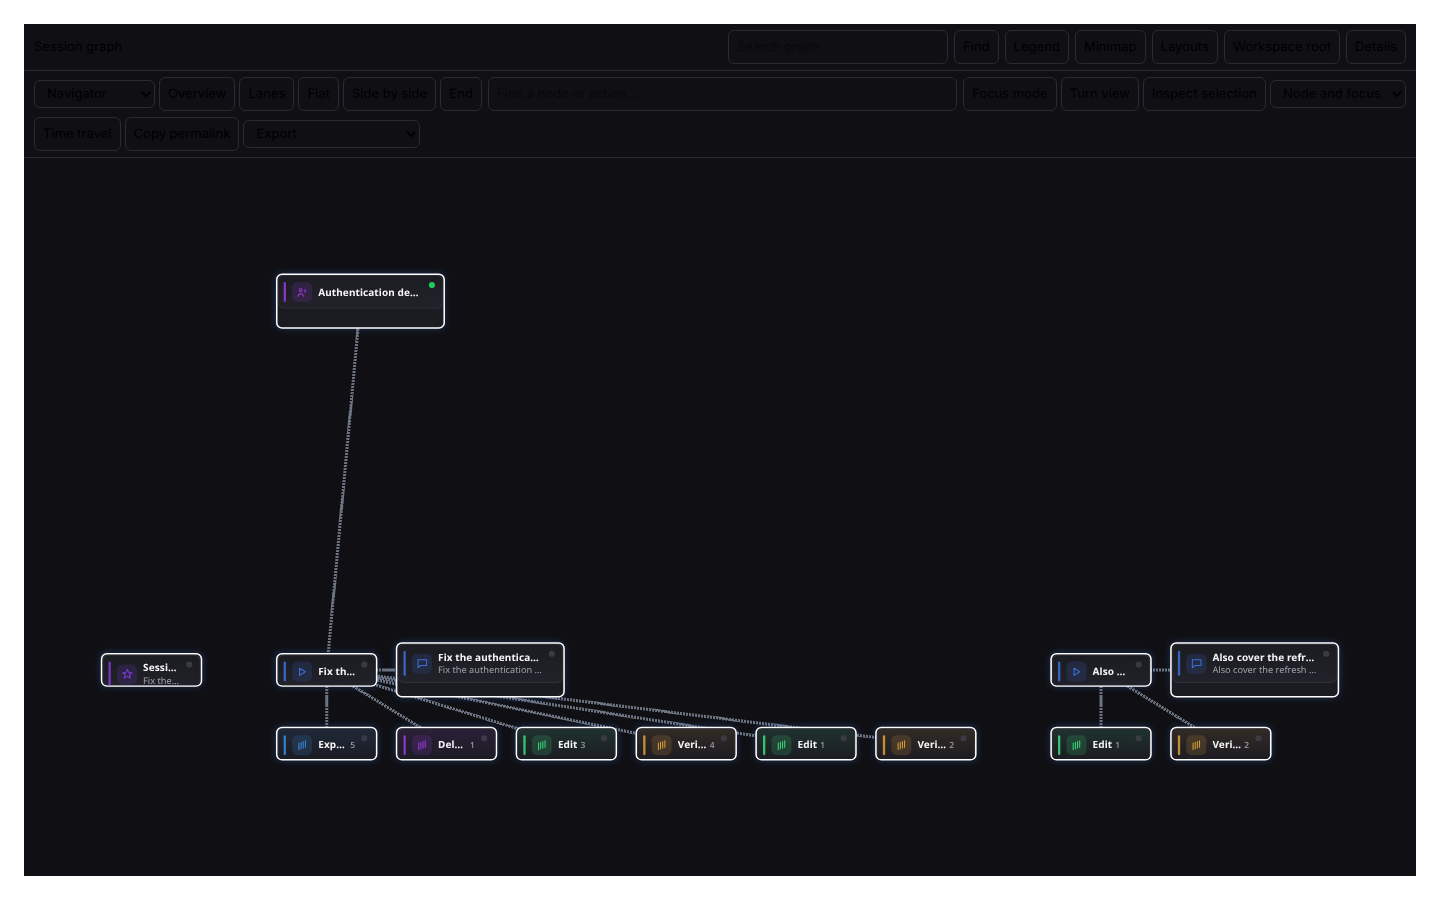 Session graph
Search graph
Find
Legend
Minimap
Layouts
Workspace root
Details
Navigator
Overview
Lanes
Flat
Side by side
End
Find a node or action...
Focus mode
Turn view
Inspect selection
Node and focus
Time travel
Copy permalink
Export
Authentication de...
Sessi...
Fix the...
Fix th...
Fix the authentica...
Fix the authentication ...
Also ...
Also cover the refr...
Also cover the refresh ...
Exp... 5
Del... 1
Edit 3
Veri... 4
Edit 1
Veri... 2
Edit 1
Veri... 2